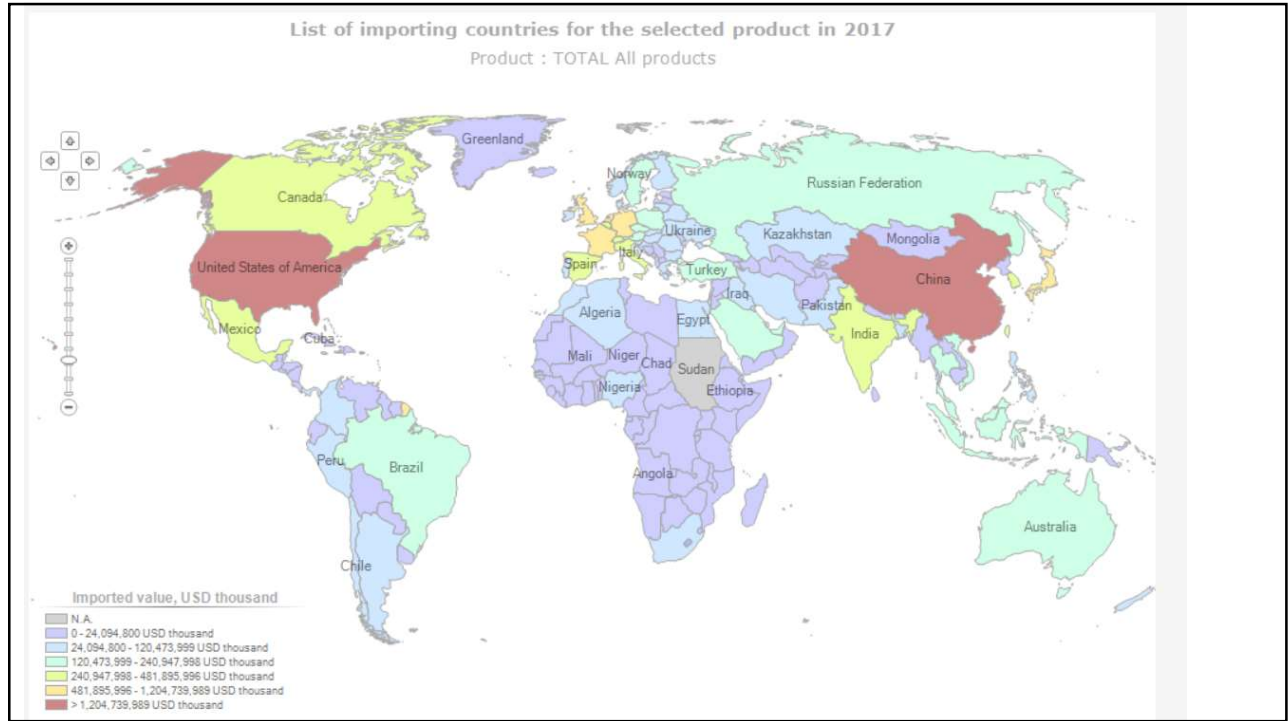 List of importing countries for the selected product in 2017
Product : TOTAL All products
Greenland
Norway
Russian Federation
Canada
Ukraine
Kazakhstan
Mongolia
United States of America
Spain
Italy
Turkey
China
Iraq
Pakistan
Algeria
Egypt
India
Mexico
Cuba
Mali
Niger
Chad
Sudan
Nigeria
Ethiopia
Peru
Brazil
Angola
Australia
Chile
Imported value, USD thousand
N.A.
0 - 24,094,800 USD thousand
24,094,800 - 120,473,999 USD thousand
120,473,999 - 240,947,998 USD thousand
240,947,998 - 481,895,996 USD thousand
481,895,996 - 1,204,739,989 USD thousand
> 1,204,739,989 USD thousand